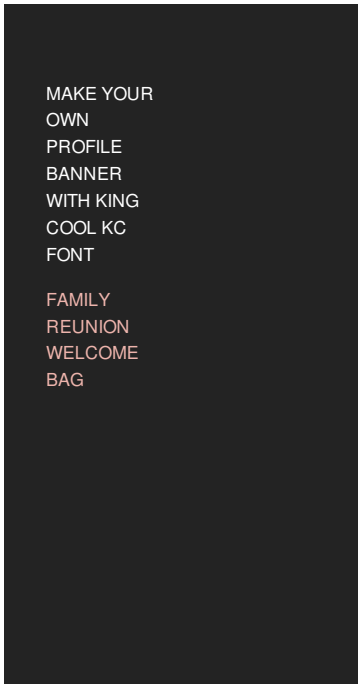 MAKE YOUR
OWN
PROFILE
BANNER
WITH KING
COOL KC
FONT
FAMILY
REUNION
WELCOME
BAG